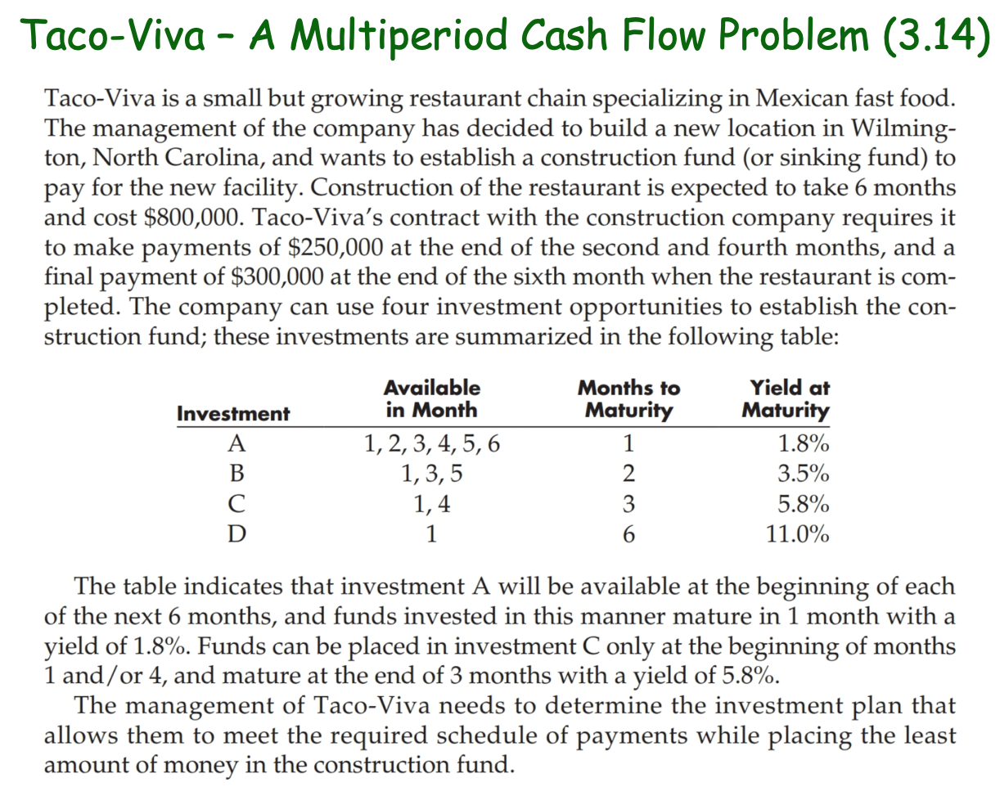 Taco-Viva – A Multiperiod Cash Flow Problem (3.14)
Taco-Viva is a small but growing restaurant chain specializing in Mexican fast food.
The management of the company has decided to build a new location in Wilming-
ton, North Carolina, and wants to establish a construction fund (or sinking fund) to
pay for the new facility. Construction of the restaurant is expected to take 6 months
and cost $800,000. Taco-Viva's contract with the construction company requires it
to make payments of $250,000 at the end of the second and fourth months, and a
final payment of $300,000 at the end of the sixth month when the restaurant is com-
pleted. The company can use four investment opportunities to establish the con-
struction fund; these investments are summarized in the following table:
Available Months to Yield at
Investment in Month Maturity Maturity
A 1, 2, 3, 4, 5, 6 1 1.8%
B 1, 3, 5 2 3.5%
C 1, 4 3 5.8%
D 1 6 11.0%
The table indicates that investment A will be available at the beginning of each
of the next 6 months, and funds invested in this manner mature in 1 month with a
yield of 1.8%. Funds can be placed in investment C only at the beginning of months
1 and/or 4, and mature at the end of 3 months with a yield of 5.8%.
The management of Taco-Viva needs to determine the investment plan that
allows them to meet the required schedule of payments while placing the least
amount of money in the construction fund.